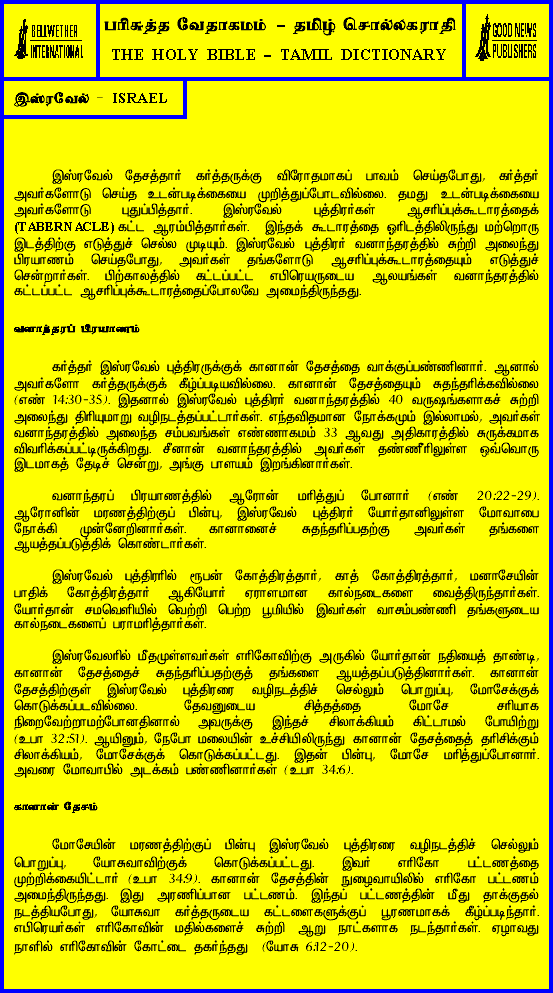 BELLWETHER
INTERNATIONAL
பரிசுத்த வேதாகமம் – தமிழ் சொல்லகராதி
THE HOLY BIBLE – TAMIL DICTIONARY
GOOD NEWS
PUBLISHERS
இஸ்ரவேல் – ISRAEL
இஸ்ரவேல் தேசத்தார் கர்த்தருக்கு விரோதமாகப் பாவம் செய்தபோது, கர்த்தர்
அவர்களோடு செய்த உடன்படிக்கையை முறித்துப்போடவில்லை. தமது உடன்படிக்கையை
அவர்களோடு புதுப்பித்தார். இஸ்ரவேல் புத்திரர்கள் ஆசரிப்புக்கூடாரத்தைக்
(TABERNACLE) கட்ட ஆரம்பித்தார்கள். இந்தக் கூடாரத்தை ஓரிடத்திலிருந்து மற்றொரு
இடத்திற்கு எடுத்துச் செல்ல முடியும். இஸ்ரவேல் புத்திரர் வனாந்தரத்தில் சுற்றி அலைந்து
பிரயாணம் செய்தபோது, அவர்கள் தங்களோடு ஆசரிப்புக்கூடாரத்தையும் எடுத்துச்
சென்றார்கள். பிற்காலத்தில் கட்டப்பட்ட எபிரெயருடைய ஆலயங்கள் வனாந்தரத்தில்
கட்டப்பட்ட ஆசரிப்புக்கூடாரத்தைப்போலவே அமைந்திருந்தது.
வனாந்தரப் பிரயாணம்
கர்த்தர் இஸ்ரவேல் புத்திரருக்குக் கானான் தேசத்தை வாக்குப்பண்ணினார். ஆனால்
அவர்களோ கர்த்தருக்குக் கீழ்ப்படியவில்லை. கானான் தேசத்தையும் சுதந்தரிக்கவில்லை
(எண் 14:30-35). இதனால் இஸ்ரவேல் புத்திரர் வனாந்தரத்தில் 40 வருஷங்களாகச் சுற்றி
அலைந்து திரியுமாறு வழிநடத்தப்பட்டார்கள். எந்தவிதமான நோக்கமும் இல்லாமல், அவர்கள்
வனாந்தரத்தில் அலைந்த சம்பவங்கள் எண்ணாகமம் 33 ஆவது அதிகாரத்தில் சுருக்கமாக
விவரிக்கப்பட்டிருக்கிறது. சீனாவன் வனாந்தரத்தில் அவர்கள் தண்ணீரிலுள்ள ஒவ்வொரு
இடமாகத் தேடிச் சென்று, அங்கு பாளயம் இறங்கினார்கள்.
வனாந்தரப் பிரயாணத்தில் ஆரோன் மரித்துப் போனார் (எண் 20:22-29).
ஆரோனின் மரணத்திற்குப் பின்பு, இஸ்ரவேல் புத்திரர் யோர்தானிலுள்ள மோவாபை
நோக்கி முன்னேறினார்கள். கானானைச் சுதந்தரிப்பதற்கு அவர்கள் தங்களை
ஆயத்தப்படுத்திக் கொண்டார்கள்.
இஸ்ரவேல் புத்திரரில் ரூபன் கோத்திரத்தார், காத் கோத்திரத்தார், மனாசேயின்
பாதிக் கோத்திரத்தார் ஆகியோர் ஏராளமான கால்நடைகளை வைத்திருந்தார்கள்.
யோர்தான் சமவெளியில் வெற்றி பெற்ற பூமியில் இவர்கள் வாசம்பண்ணி தங்களுடைய
கால்நடைகளைப் பராமரித்தார்கள்.
இஸ்ரவேலரில் மீதமுள்ளவர்கள் எரிகோவிற்கு அருகில் யோர்தான் நதியைத் தாண்டி,
கானான் தேசத்தைச் சுதந்தரிப்பதற்குத் தங்களை ஆயத்தப்படுத்தினார்கள். கானான்
தேசத்திற்குள் இஸ்ரவேல் புத்திரரை வழிநடத்திச் செல்லும் பொறுப்பு, மோசேக்குக்
கொடுக்கப்படவில்லை. தேவனுடைய சித்தத்தை மோசே சரியாக
நிறைவேற்றாமற்போனதினால் அவருக்கு இந்தச் சிலாக்கியம் கிட்டாமல் போயிற்று
(உபா 32:51). ஆயினும், நேபோ மலையின் உச்சியிலிருந்து கானான் தேசத்தைத் தரிசிக்கும்
சிலாக்கியம், மோசேக்குக் கொடுக்கப்பட்டது. இதன் பின்பு, மோசே மரித்துப்போனார்.
அவரை மோவாபில் அடக்கம் பண்ணினார்கள் (உபா 34:6).
கானான் தேசம்
மோசேயின் மரணத்திற்குப் பின்பு இஸ்ரவேல் புத்திரரை வழிநடத்திச் செல்லும்
பொறுப்பு, யோசுவாவிற்குக் கொடுக்கப்பட்டது. இவர் எரிகோ பட்டணத்தை
முற்றிக்கையிட்டார் (உபா 34:9). கானான் தேசத்தின் நுழைவாயிலில் எரிகோ பட்டணம்
அமைந்திருந்தது. இது அரணிப்பான பட்டணம். இந்தப் பட்டணத்தின் மீது தாக்குதல்
நடத்தியபோது, யோசுவா கர்த்தருடைய கட்டளைகளுக்குப் பூரணமாகக் கீழ்ப்படிந்தார்.
எபிரெயர்கள் எரிகோவின் மதில்களைச் சுற்றி ஆறு நாட்களாக நடந்தார்கள். ஏழாவது
நாளில் எரிகோவின் கோட்டை தகர்ந்தது (யோசு 6:12-20).